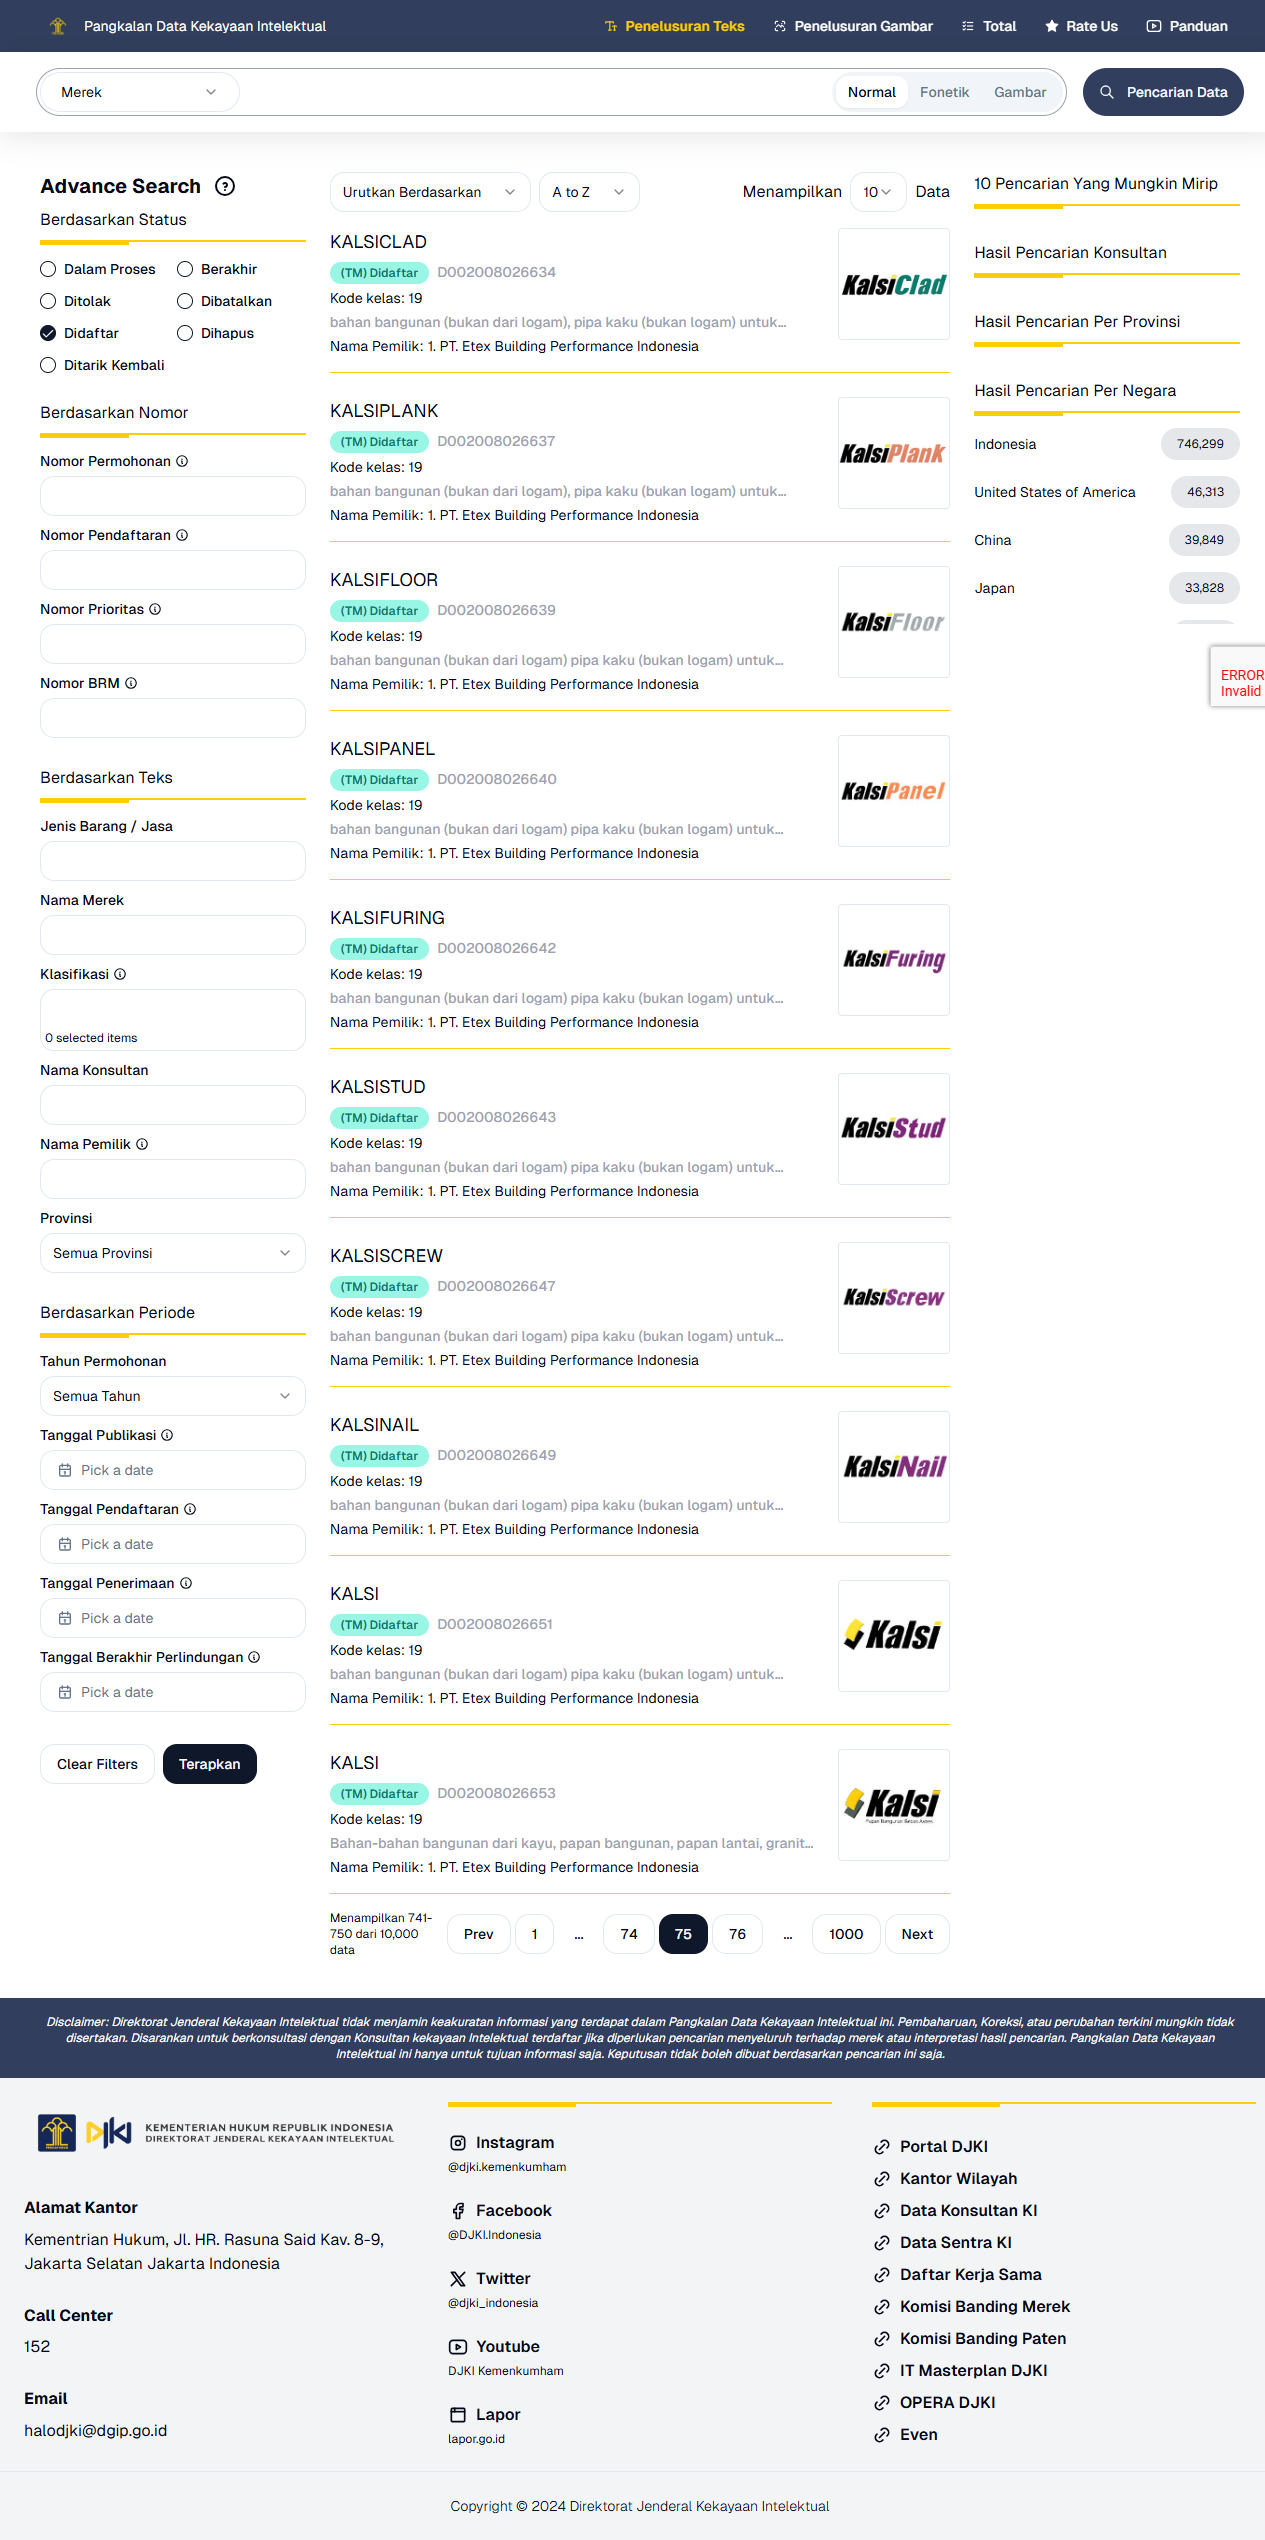 Pangkalan Data Kekayaan Intelektual
Penelusuran Teks
Penelusuran Gambar
Total
Rate Us
Panduan
Merek
Normal
Fonetik
Gambar
Pencarian Data
Advance Search
Berdasarkan Status
Dalam Proses
Berakhir
Ditolak
Dibatalkan
Didaftar
Dihapus
Ditarik Kembali
Berdasarkan Nomor
Nomor Permohonan
Nomor Pendaftaran
Nomor Prioritas
Nomor BRM
Berdasarkan Teks
Jenis Barang / Jasa
Nama Merek
Klasifikasi
0 selected items
Nama Konsultan
Nama Pemilik
Provinsi
Semua Provinsi
Berdasarkan Periode
Tahun Permohonan
Semua Tahun
Tanggal Publikasi
Pick a date
Tanggal Pendaftaran
Pick a date
Tanggal Penerimaan
Pick a date
Tanggal Berakhir Perlindungan
Pick a date
Clear Filters
Terapkan
Urutkan Berdasarkan
A to Z
Menampilkan
10
Data
KALSICLAD
(TM) Didaftar D002008026634
Kode kelas: 19
bahan bangunan (bukan dari logam), pipa kaku (bukan logam) untuk...
Nama Pemilik: 1. PT. Etex Building Performance Indonesia
KalsiClad
KALSIPLANK
(TM) Didaftar D002008026637
Kode kelas: 19
bahan bangunan (bukan dari logam), pipa kaku (bukan logam) untuk...
Nama Pemilik: 1. PT. Etex Building Performance Indonesia
KalsiPlank
KALSIFLOOR
(TM) Didaftar D002008026639
Kode kelas: 19
bahan bangunan (bukan dari logam) pipa kaku (bukan logam) untuk...
Nama Pemilik: 1. PT. Etex Building Performance Indonesia
KalsiFloor
KALSIPANEL
(TM) Didaftar D002008026640
Kode kelas: 19
bahan bangunan (bukan dari logam) pipa kaku (bukan logam) untuk...
Nama Pemilik: 1. PT. Etex Building Performance Indonesia
KalsiPanel
KALSIFURING
(TM) Didaftar D002008026642
Kode kelas: 19
bahan bangunan (bukan dari logam) pipa kaku (bukan logam) untuk...
Nama Pemilik: 1. PT. Etex Building Performance Indonesia
KalsiFuring
KALSISTUD
(TM) Didaftar D002008026643
Kode kelas: 19
bahan bangunan (bukan dari logam) pipa kaku (bukan logam) untuk...
Nama Pemilik: 1. PT. Etex Building Performance Indonesia
KalsiStud
KALSISCREW
(TM) Didaftar D002008026647
Kode kelas: 19
bahan bangunan (bukan dari logam) pipa kaku (bukan logam) untuk...
Nama Pemilik: 1. PT. Etex Building Performance Indonesia
KalsiScrew
KALSINAIL
(TM) Didaftar D002008026649
Kode kelas: 19
bahan bangunan (bukan dari logam) pipa kaku (bukan logam) untuk...
Nama Pemilik: 1. PT. Etex Building Performance Indonesia
KalsiNail
KALSI
(TM) Didaftar D002008026651
Kode kelas: 19
bahan bangunan (bukan dari logam) pipa kaku (bukan logam) untuk...
Nama Pemilik: 1. PT. Etex Building Performance Indonesia
Kalsi
KALSI
(TM) Didaftar D002008026653
Kode kelas: 19
Bahan-bahan bangunan dari kayu, papan bangunan, papan lantai, granit...
Nama Pemilik: 1. PT. Etex Building Performance Indonesia
Kalsi
Papan Bangunan Bebas Asbes
Menampilkan 741-
750 dari 10,000
data
Prev 1 ... 74 75 76 ... 1000 Next
10 Pencarian Yang Mungkin Mirip
Hasil Pencarian Konsultan
Hasil Pencarian Per Provinsi
Hasil Pencarian Per Negara
Indonesia 746,299
United States of America 46,313
China 39,849
Japan 33,828
ERROR
Invalid
Disclaimer: Direktorat Jenderal Kekayaan Intelektual tidak menjamin keakuratan informasi yang terdapat dalam Pangkalan Data Kekayaan Intelektual ini. Pembaharuan, Koreksi, atau perubahan terkini mungkin tidak
disertakan. Disarankan untuk berkonsultasi dengan Konsultan kekayaan Intelektual terdaftar jika diperlukan pencarian menyeluruh terhadap merek atau interpretasi hasil pencarian. Pangkalan Data Kekayaan
Intelektual ini hanya untuk tujuan informasi saja. Keputusan tidak boleh dibuat berdasarkan pencarian ini saja.
KEMENTERIAN HUKUM REPUBLIK INDONESIA
DIREKTORAT JENDERAL KEKAYAAN INTELEKTUAL
Alamat Kantor
Kementrian Hukum, Jl. HR. Rasuna Said Kav. 8-9,
Jakarta Selatan Jakarta Indonesia
Call Center
152
Email
halodjki@dgip.go.id
Instagram
@djki.kemenkumham
Facebook
@DJKI.Indonesia
Twitter
@djki_indonesia
Youtube
DJKI Kemenkumham
Lapor
lapor.go.id
Portal DJKI
Kantor Wilayah
Data Konsultan KI
Data Sentra KI
Daftar Kerja Sama
Komisi Banding Merek
Komisi Banding Paten
IT Masterplan DJKI
OPERA DJKI
Even
Copyright © 2024 Direktorat Jenderal Kekayaan Intelektual